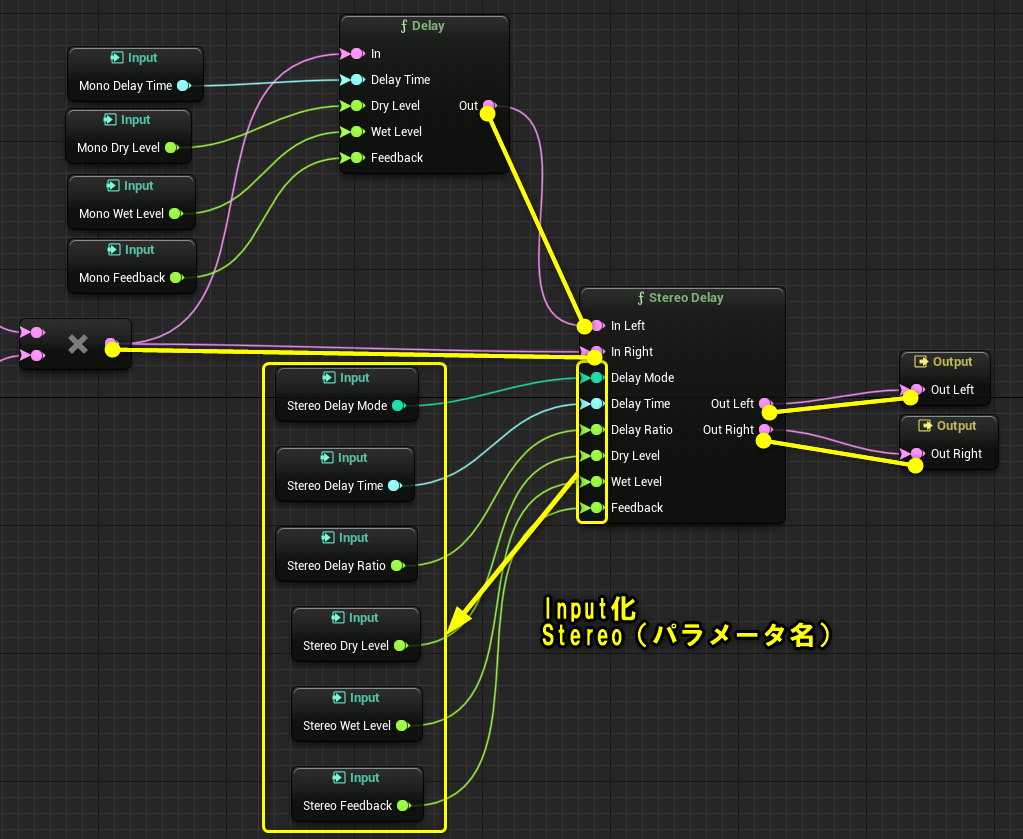 Delay
In
Delay Time
Dry Level
Out
Wet Level
Feedback
Input
Mono Delay Time
Input
Mono Dry Level
Input
Mono Wet Level
Input
Mono Feedback
Stereo Delay
In Left
In Right
Delay Mode
Delay Time
Out Left
Delay Ratio
Out Right
Dry Level
Wet Level
Feedback
Input
Stereo Delay Mode
Input
Stereo Delay Time
Input
Stereo Delay Ratio
Input
Stereo Dry Level
Input
Stereo Wet Level
Input
Stereo Feedback
Output
Out Left
Output
Out Right
Input化
Stereo（パラメータ名）